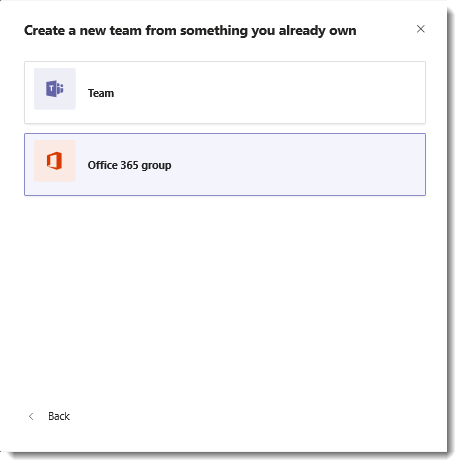 Create a new team from something you already own
Team
Office 365 group
Back